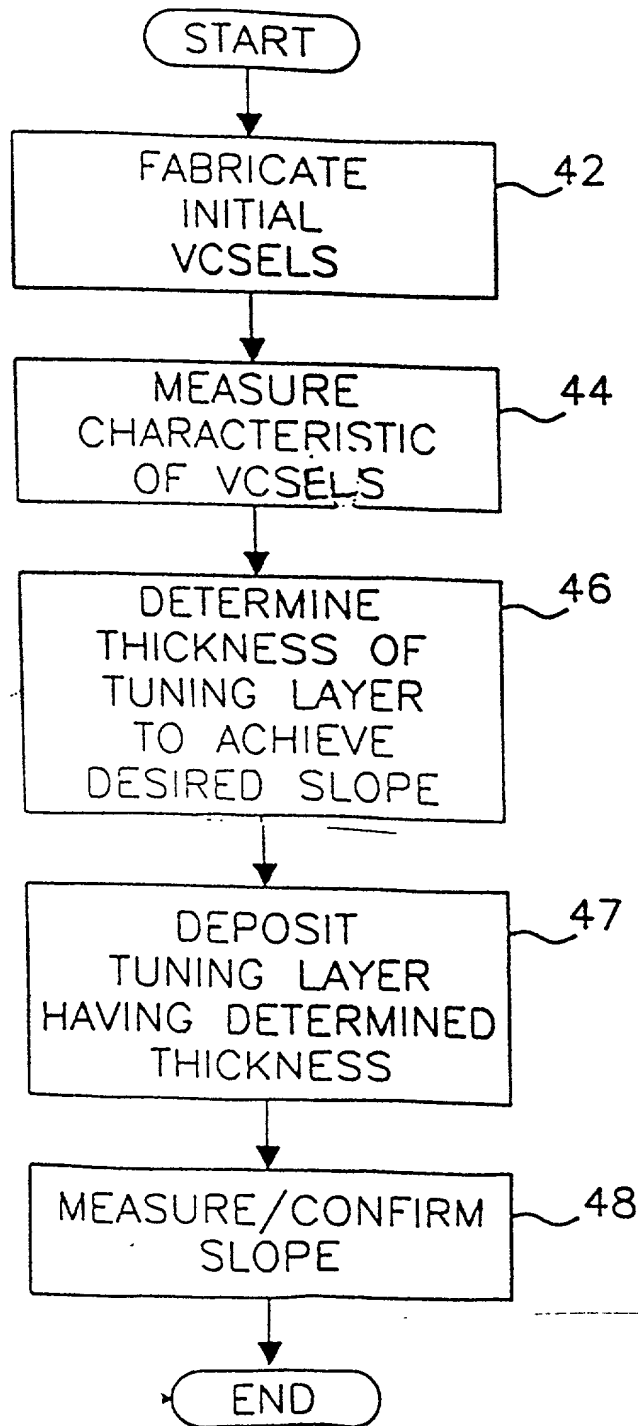 START
FABRICATE
INITIAL
VCSELS
42
MEASURE
CHARACTERISTIC
OF VCSELS
44
DETERMINE
THICKNESS OF
TUNING LAYER
TO ACHIEVE
DESIRED SLOPE
46
DEPOSIT
TUNING LAYER
HAVING DETERMINED
THICKNESS
47
MEASURE/CONFIRM
SLOPE
48
END